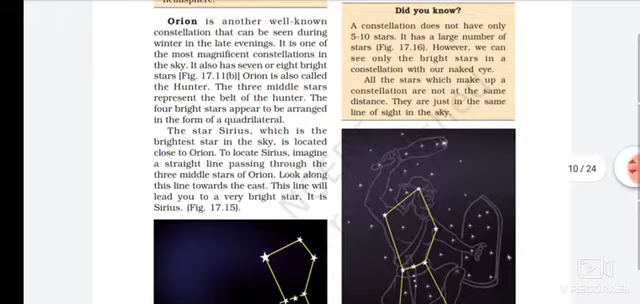 hemisphere.
Orion is another well-known
constellation that can be seen during
winter in the late evenings. It is one of
the most magnificent constellations in
the sky. It also has seven or eight bright
stars [Fig. 17.11(b)] Orion is also called
the Hunter. The three middle stars
represent the belt of the hunter. The
four bright stars appear to be arranged
in the form of a quadrilateral.
The star Sirius, which is the
brightest star in the sky, is located
close to Orion. To locate Sirius, imagine
a straight line passing through the
three middle stars of Orion. Look along
this line towards the east. This line will
lead you to a very bright star. It is
Sirius. (Fig. 17.15).
Did you know?
A constellation does not have only
5-10 stars. It has a large number of
stars (Fig. 17.16). However, we can
see only the bright stars in a
constellation with our naked eye.
All the stars which make up a
constellation are not at the same
distance. They are just in the same
line of sight in the sky.
10 / 24
RECORDER